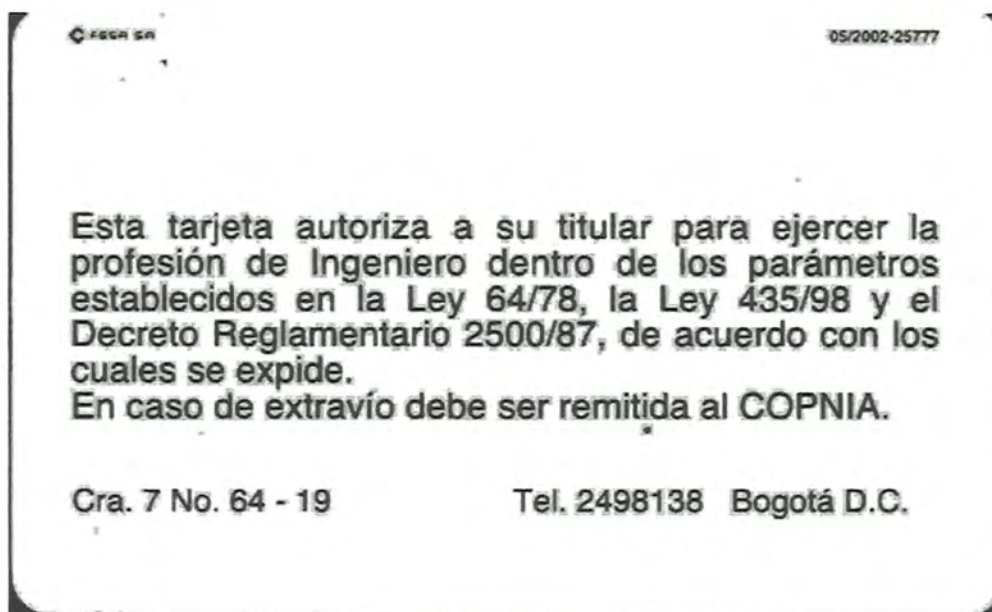 05/2002-25777
Esta tarjeta autoriza a su titular para ejercer la
profesión de Ingeniero dentro de los parámetros
establecidos en la Ley 64/78, la Ley 435/98 y el
Decreto Reglamentario 2500/87, de acuerdo con los
cuales se expide.
En caso de extravío debe ser remitida al COPNIA.
Cra. 7 No. 64 - 19 Tel. 2498138 Bogotá D.C.